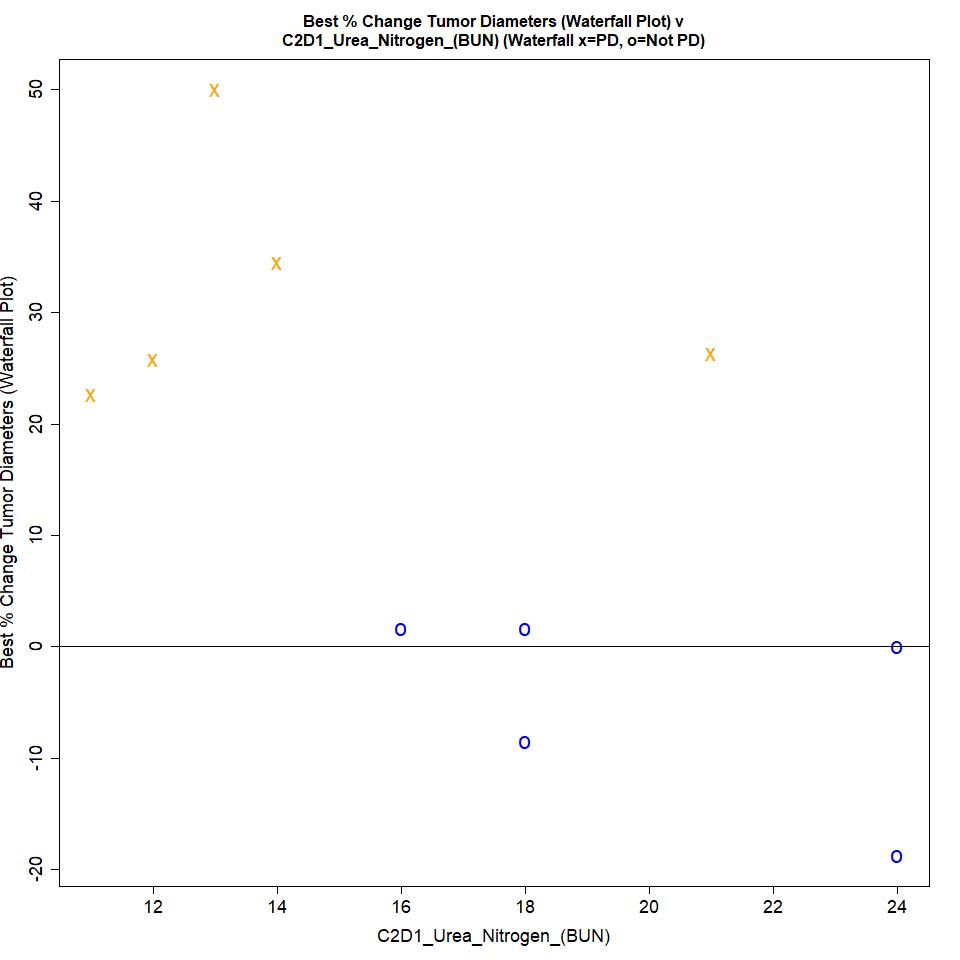 Best % Change Tumor Diameters (Waterfall Plot) v
C2D1_Urea_Nitrogen_(BUN) (Waterfall x=PD, o=Not PD)
Best % Change Tumor Diameters (Waterfall Plot)
50
40
30
20
10
0
-10
-20
X
X
X
X
X
O
O
O
O
O
12 14 16 18 20 22 24
C2D1_Urea_Nitrogen_(BUN)